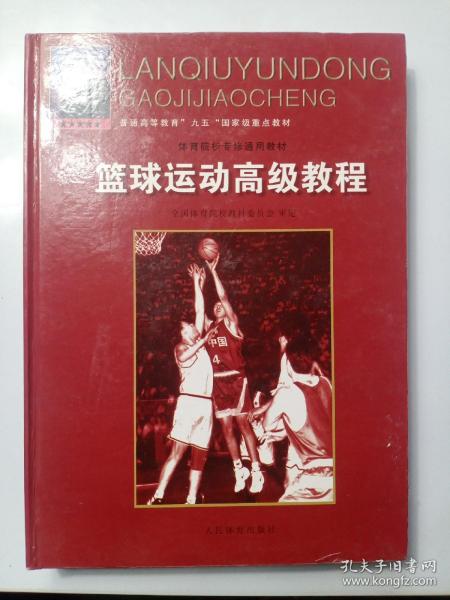 LANQIUYUNDONG
GAOJIJIAOCHENG
普通高等教育"九五"国家级重点教材
体育院校专修通用教材
篮球运动高级教程
全国体育院校教材委员会 审定
中国
4
人民体育出版社
孔夫子旧书网
www.kongfz.com